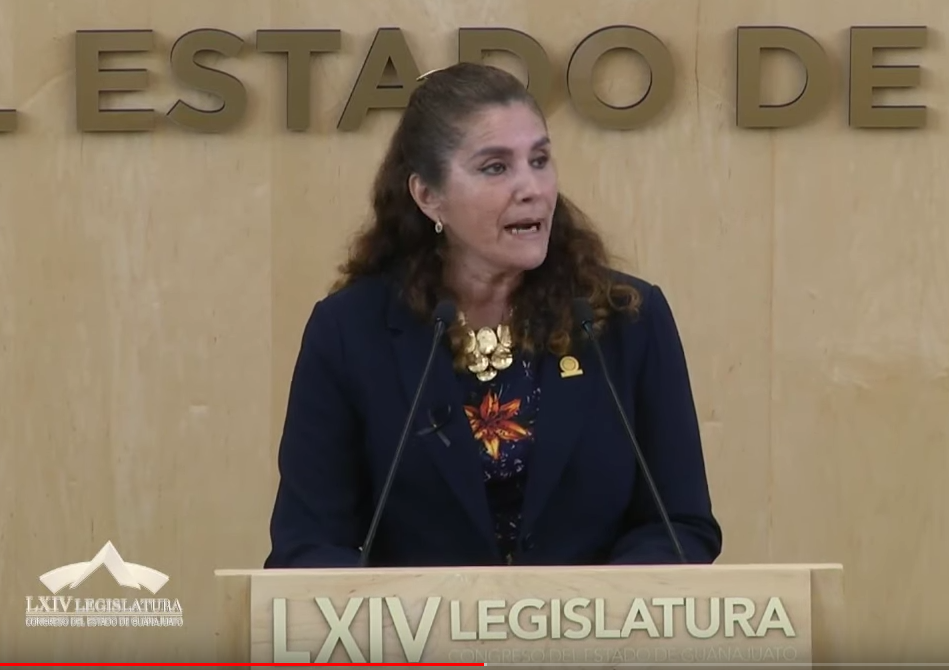 L ESTADO DE
LXIV LEGISLATURA
CONGRESO DEL ESTADO DE GUANAJUATO
LXIV LEGISLATURA
CONGRESO DEL ESTADO DE GUANAJUATO